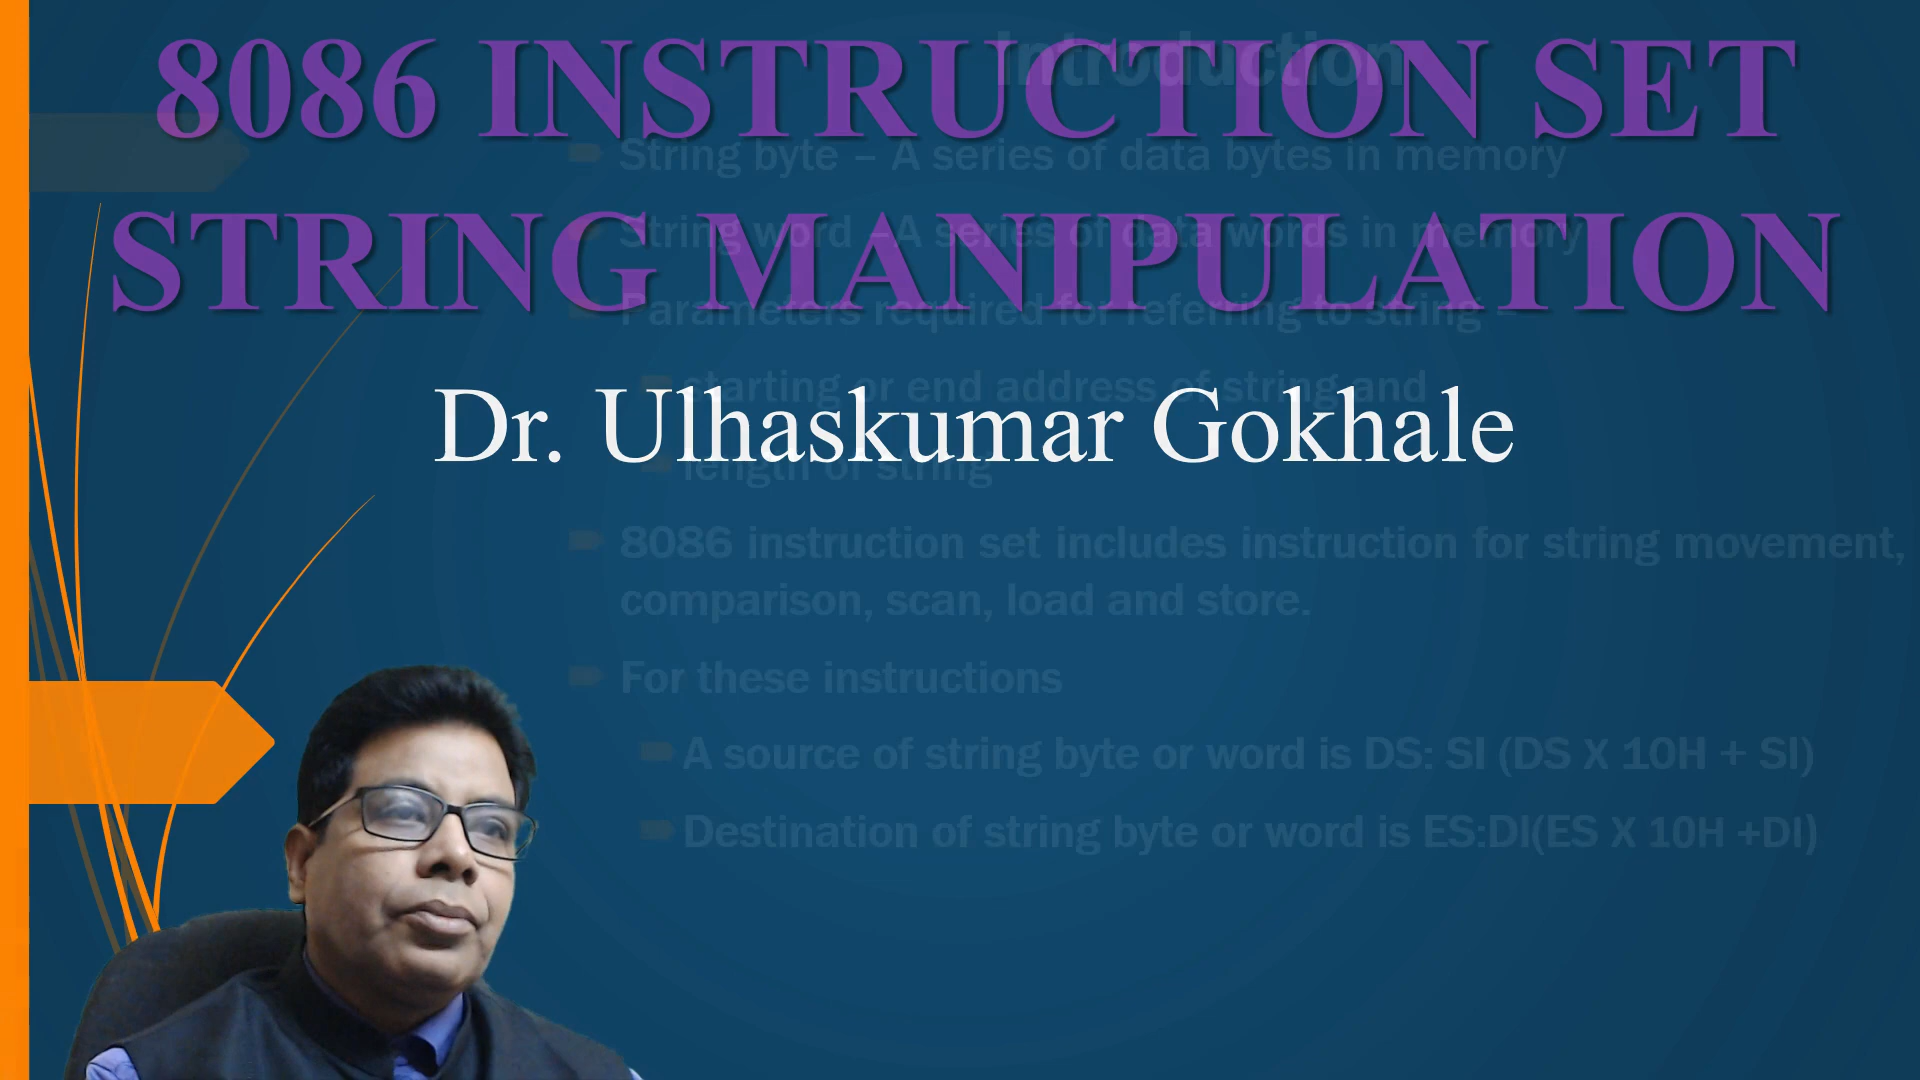 8086 INSTRUCTION SET
STRING MANIPULATION
Dr. Ulhaskumar Gokhale
Introduction
String byte – A series of data bytes in memory
String word - A series of data words in memory
Parameters required for referring to string –
starting or end address of string and
length of string
8086 instruction set includes instruction for string movement,
comparison, scan, load and store.
For these instructions
A source of string byte or word is DS: SI (DS X 10H + SI)
Destination of string byte or word is ES:DI(ES X 10H +DI)